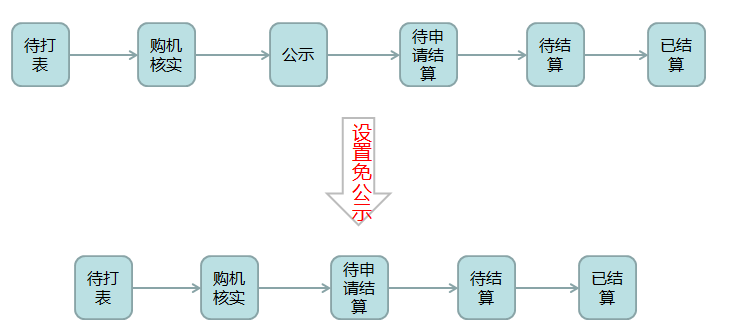 待打
表
购机
核实
公示
待申
请结
算
待结
算
已结
算
设
置
免
公
示
待打
表
购机
核实
待申
请结
算
待结
算
已结
算